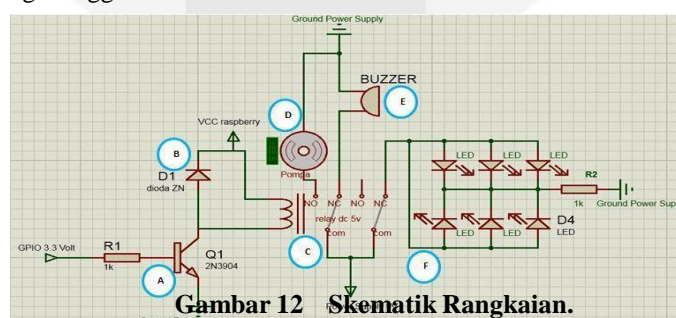 Ground Power Supply
BUZZER
E
D
VCC raspberry
B
D1
dioda ZN
Pompa
LED LED LED
R2
1k
Ground Power Sup
NO NC NO NC
relay dc 5v
Com Com
C
D4
LED
LED LED
GPIO 3.3 Volt
R1
1k
Q1
2N3904
A
F
Gambar 12 Skematik Rangkaian.